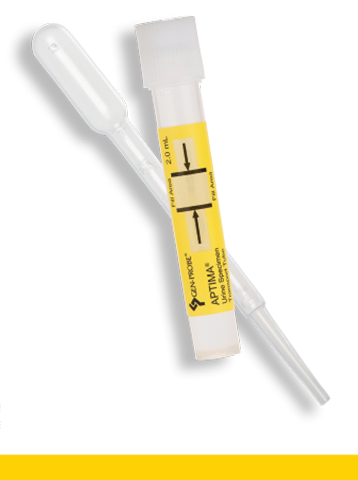 2.0 mL
Fill Area
Fill Area
GEN-PROBE®
APTIMA®
Urine Specimen
Transport Tube